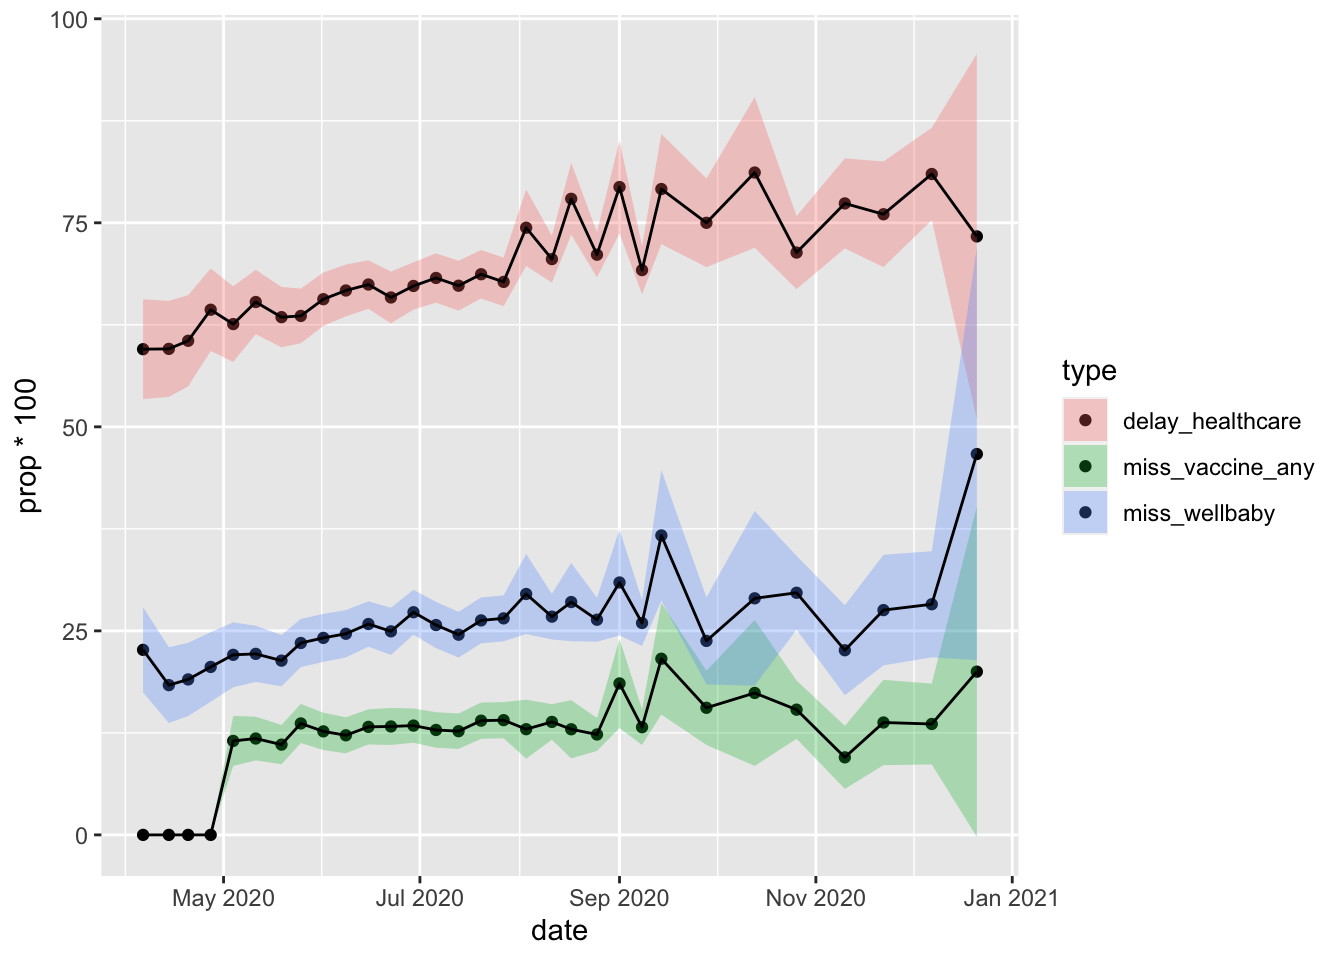 100
75
50
25
0
prop * 100
May 2020
Jul 2020
Sep 2020
Nov 2020
Jan 2021
date
type
delay_healthcare
miss_vaccine_any
miss_wellbaby